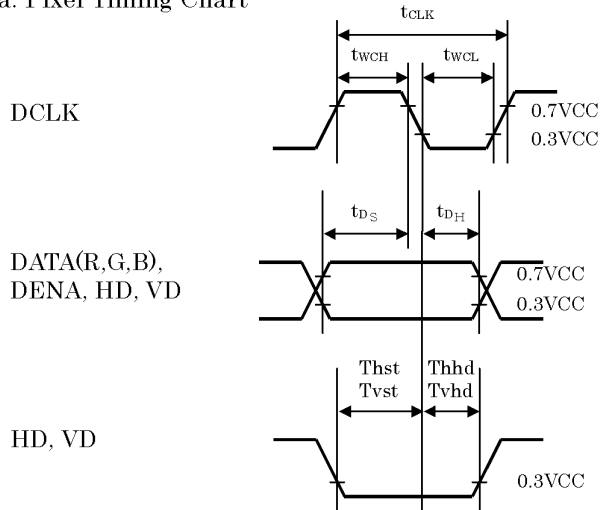 a. Pixel Timing Chart
tCLK
tWCH tWCL
DCLK
0.7VCC
0.3VCC
tDS tDH
DATA(R,G,B),
DENA, HD, VD
0.7VCC
0.3VCC
Thst Thhd
Tvst Tvhd
HD, VD
0.3VCC